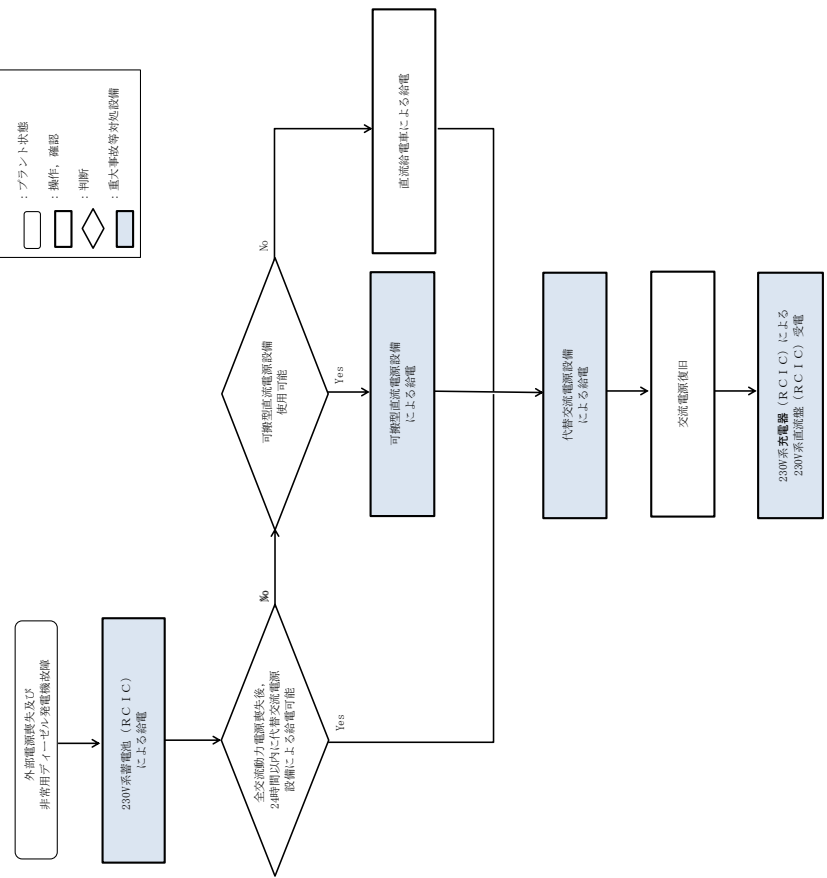 ：プラント状態
：操作，確認
：判断
：重大事故等対処設備
外部電源喪失及び
非常用ディーゼル発電機故障
230V系蓄電池（ＲＣＩＣ）
による給電
全交流動力電源喪失後，
24時間以内に代替交流電源
設備による給電可能
No
Yes
可搬型直流電源設備
使用可能
No
Yes
可搬型直流電源設備
による給電
直流給電車による給電
代替交流電源設備
による給電
交流電源復旧
230V系充電器（ＲＣＩＣ）による
230V系直流盤（ＲＣＩＣ）受電